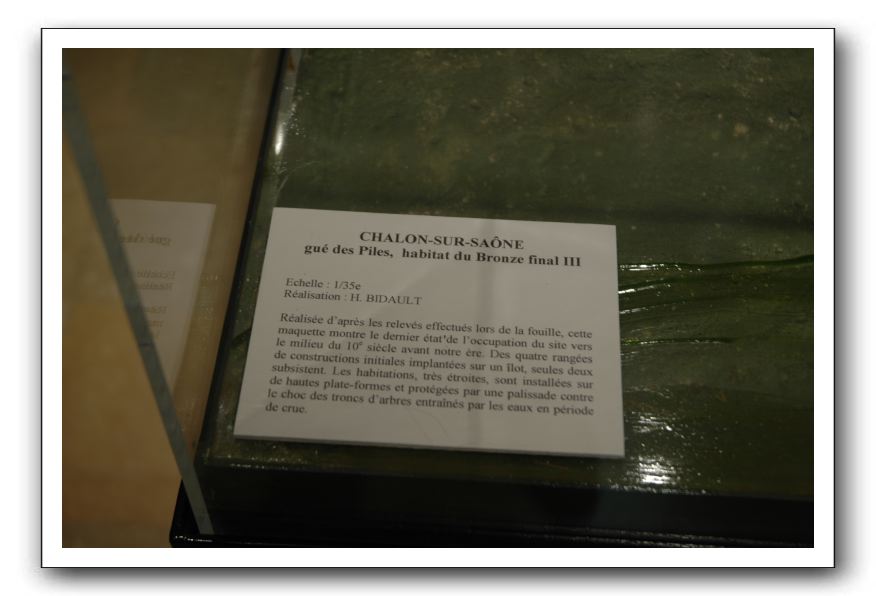 CHALON-SUR-SAÔNE
gué des Piles, habitat du Bronze final III
Echelle : 1/35e
Réalisation : H. BIDAULT
Réalisée d'après les relevés effectués lors de la fouille, cette
maquette montre le dernier état de l'occupation du site vers
le milieu du 10e siècle avant notre ère. Des quatre rangées
de constructions initiales implantées sur un îlot, seules deux
subsistent. Les habitations, très étroites, sont installées sur
de hautes plate-formes et protégées par une palissade contre
le choc des troncs d'arbres entraînés par les eaux en période
de crue.